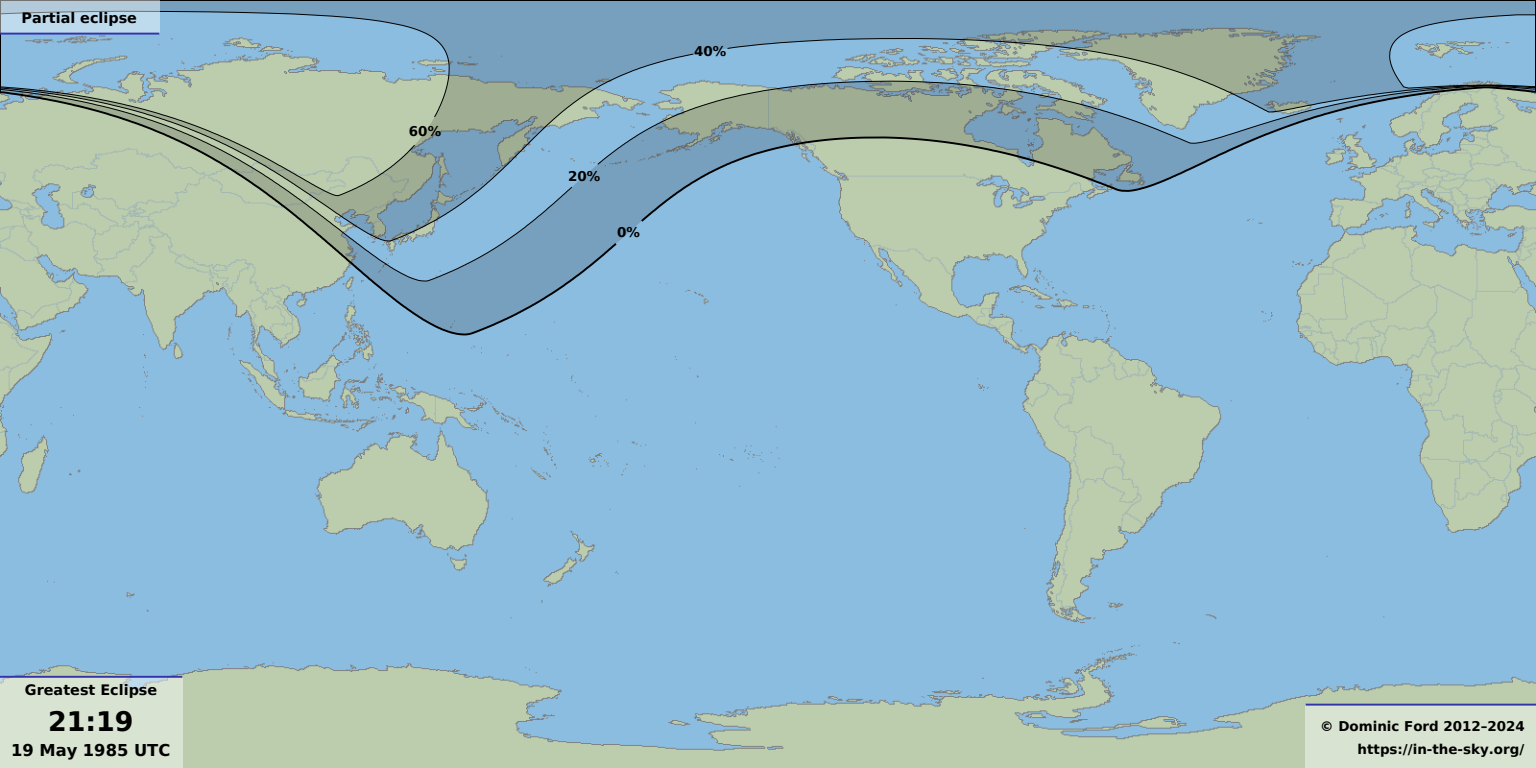 Partial eclipse
40%
60%
20%
0%
Greatest Eclipse
21:19
19 May 1985 UTC
© Dominic Ford 2012–2024
https://in-the-sky.org/